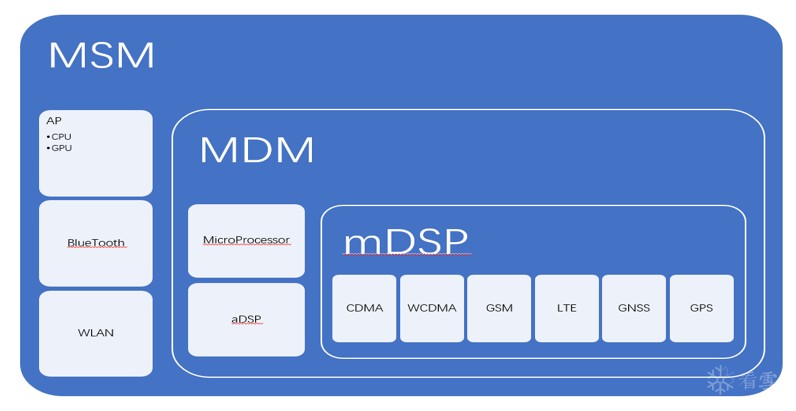 MSM
AP
•CPU
•GPU
BlueTooth
WLAN
MDM
MicroProcessor
aDSP
mDSP
CDMA
WCDMA
GSM
LTE
GNSS
GPS
看雪